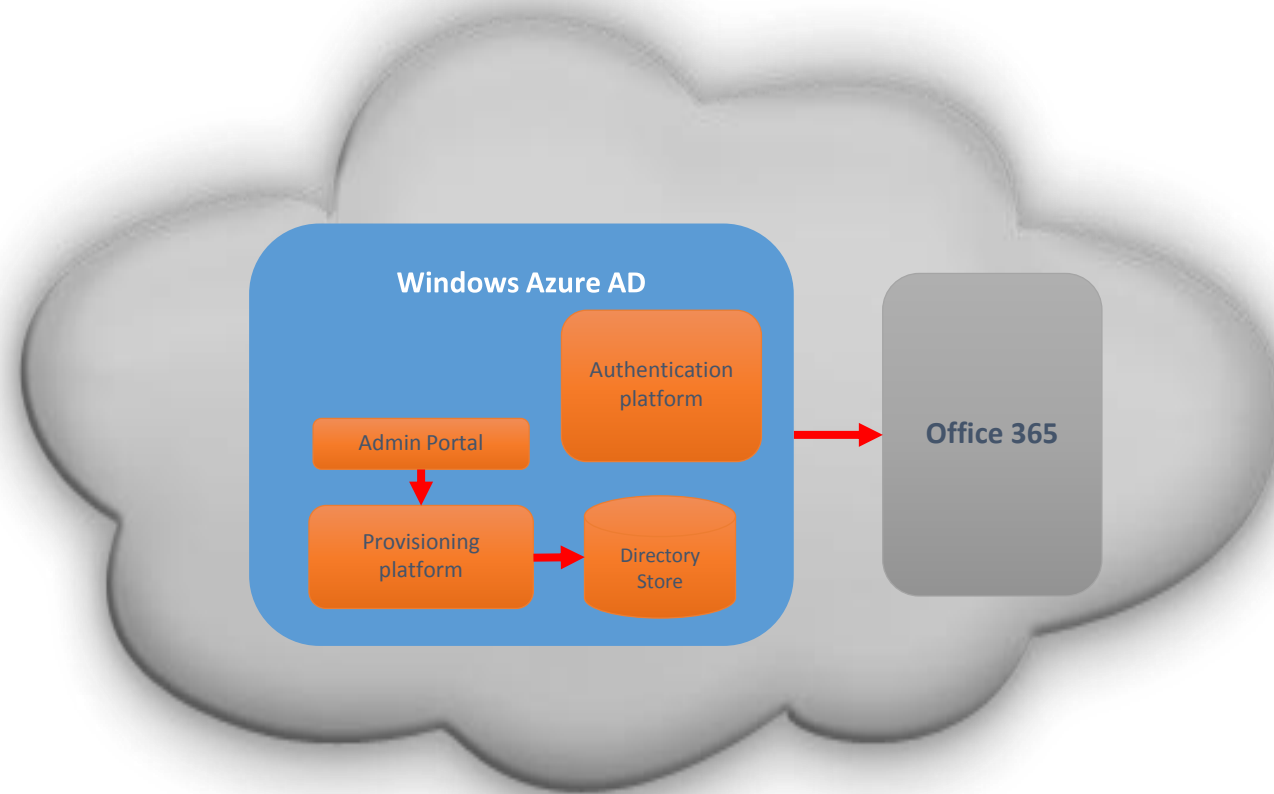 Windows Azure AD
Authentication
platform
Admin Portal
Provisioning
platform
Directory
Store
Office 365